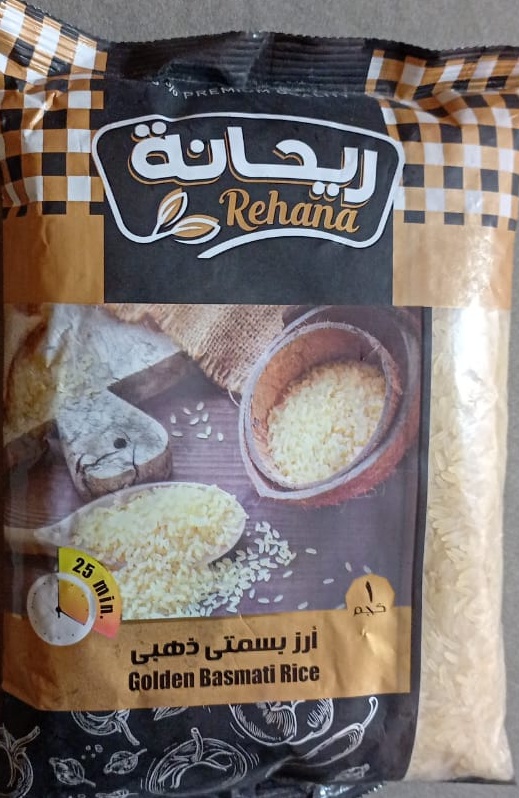 PREMIUM QUALITY
ريحانة
Rehana
25 min.
١
كجم
أرز بسمتى ذهبى
Golden Basmati Rice